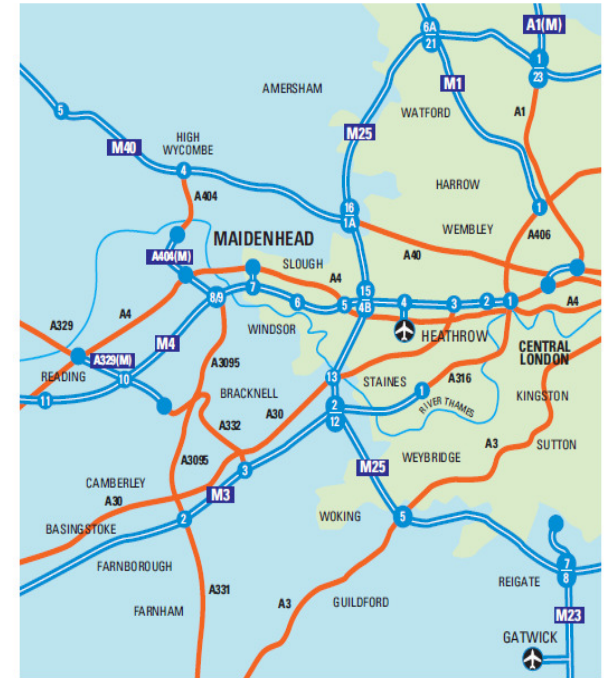 6A
21
A1(M)
1
23
M1
AMERSHAM
WATFORD
A1
5
M40
HIGH
WYCOMBE
M25
4
HARROW
A404
16
1A
1
WEMBLEY
A406
A40
MAIDENHEAD
A404(M)
SLOUGH
A4
8/9
7
6
5
15
4B
4
3
2
1
A4
A329
A4
M4
WINDSOR
HEATHROW
CENTRAL
LONDON
READING
A329(M)
10
11
A3095
BRACKNELL
13
STAINES
1
A316
KINGSTON
A332
A30
2
12
RIVER THAMES
A3
SUTTON
A3095
3
WEYBRIDGE
CAMBERLEY
A30
M3
M25
BASINGSTOKE
2
WOKING
5
FARNBOROUGH
7
8
REIGATE
A331
FARNHAM
A3
GUILDFORD
M23
GATWICK